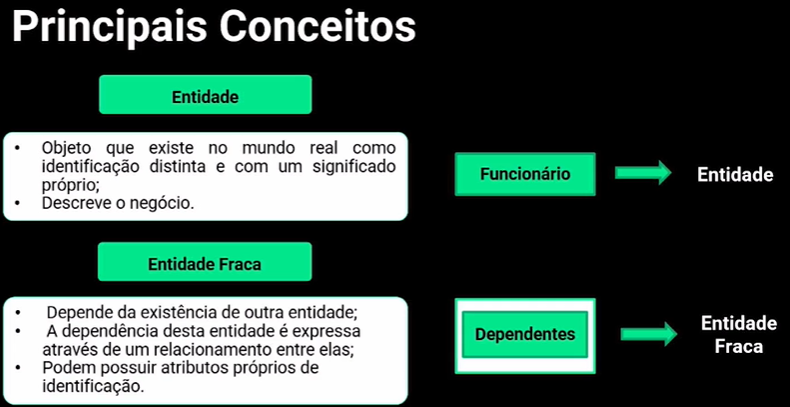 Principais Conceitos
Entidade
• Objeto que existe no mundo real como
identificação distinta e com um significado
próprio;
• Descreve o negócio.
Funcionário
Entidade
Entidade Fraca
• Depende da existência de outra entidade;
• A dependência desta entidade é expressa
através de um relacionamento entre elas;
• Podem possuir atributos próprios de
identificação.
Dependentes
Entidade
Fraca